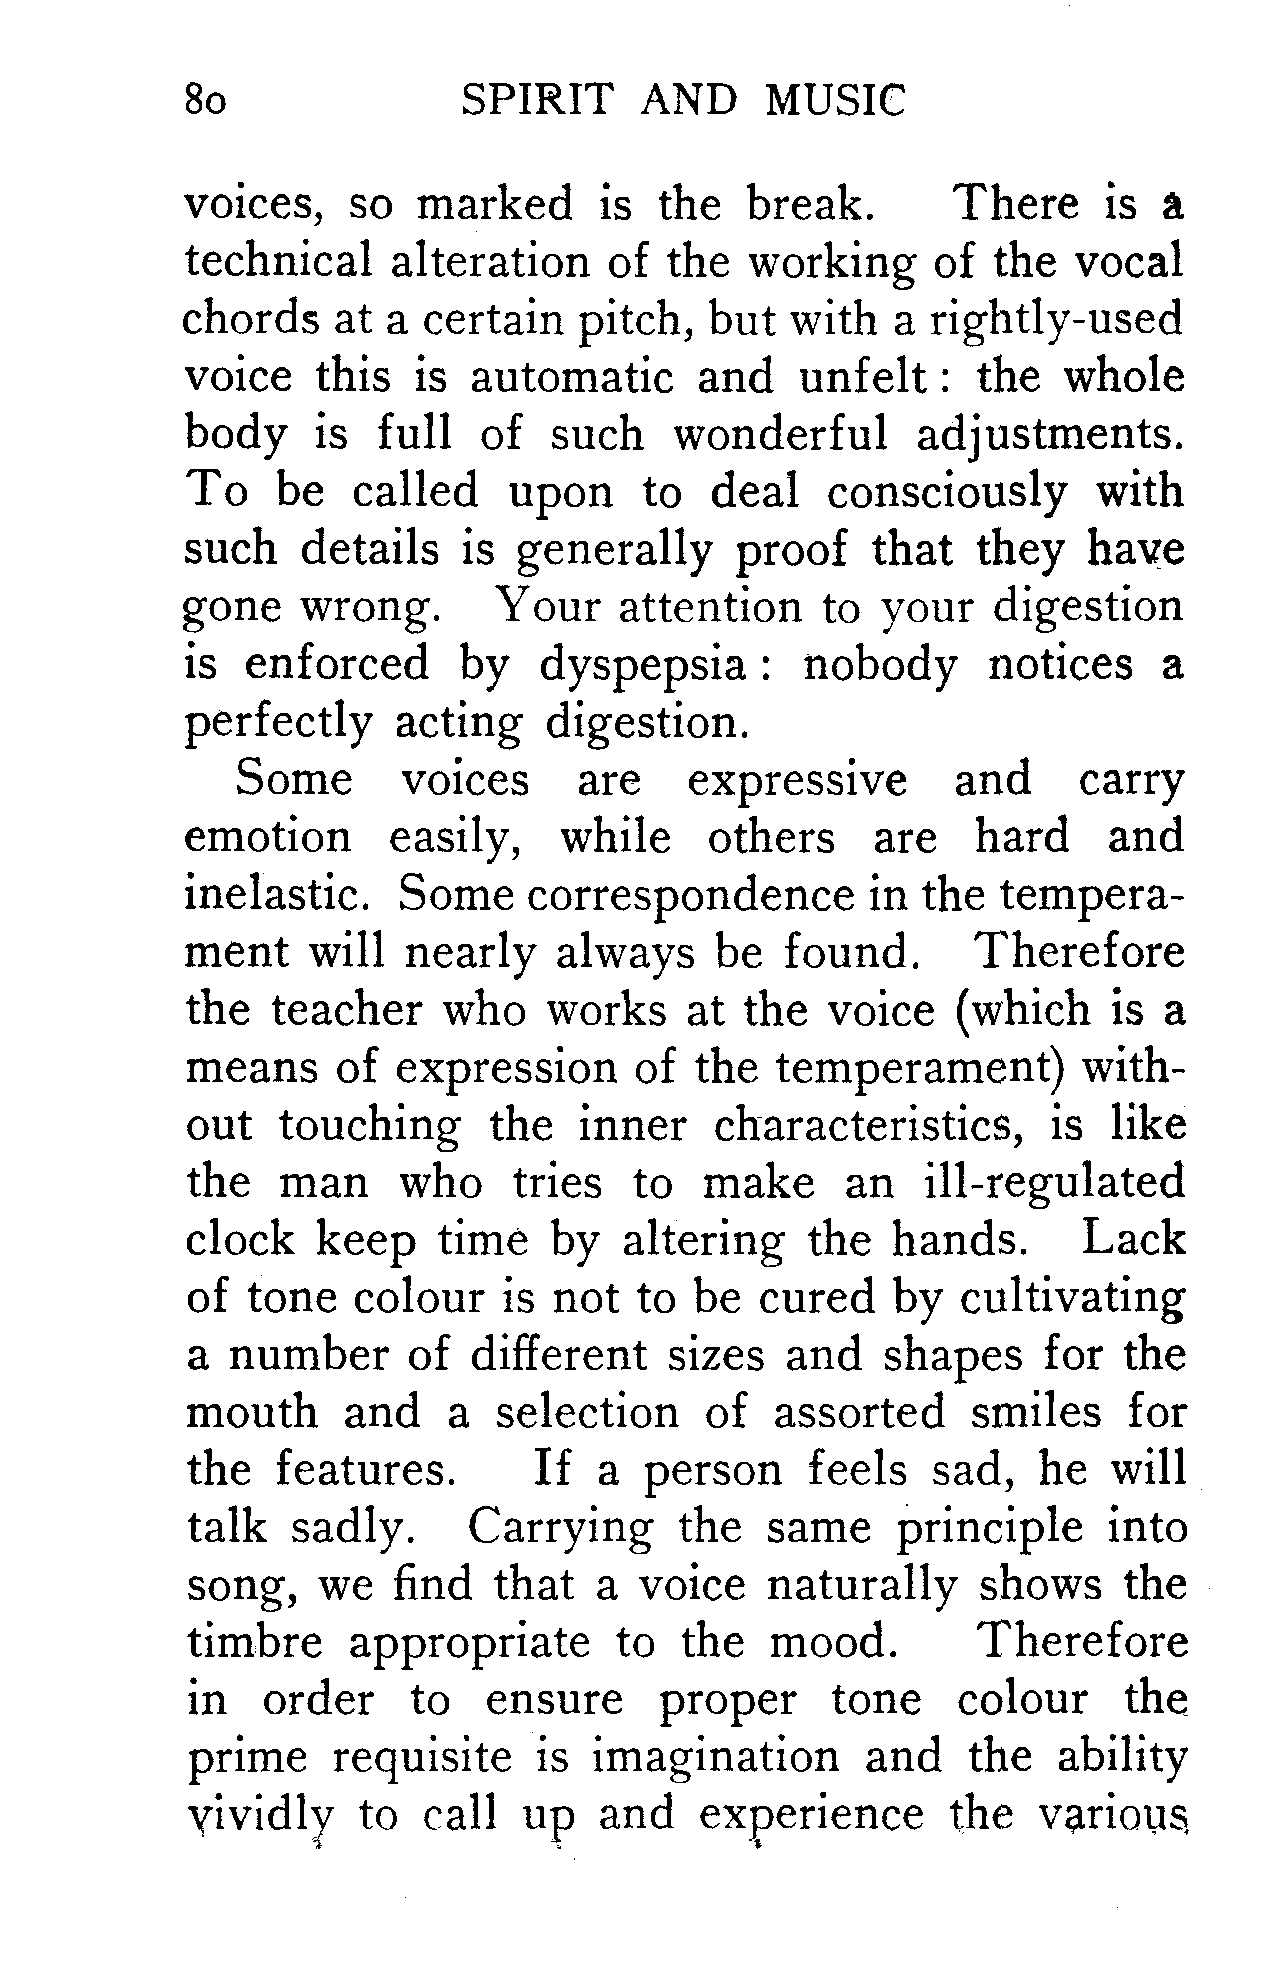 80 SPIRIT AND MUSIC
voices, so marked is the break. There is a
technical alteration of the working of the vocal
chords at a certain pitch, but with a rightly-used
voice this is automatic and unfelt : the whole
body is full of such wonderful adjustments.
To be called upon to deal consciously with
such details is generally proof that they have
gone wrong. Your attention to your digestion
is enforced by dyspepsia : nobody notices a
perfectly acting digestion.
Some voices are expressive and carry
emotion easily, while others are hard and
inelastic. Some correspondence in the tempera-
ment will nearly always be found. Therefore
the teacher who works at the voice (which is a
means of expression of the temperament) with-
out touching the inner characteristics, is like
the man who tries to make an ill-regulated
clock keep time by altering the hands. Lack
of tone colour is not to be cured by cultivating
a number of different sizes and shapes for the
mouth and a selection of assorted smiles for
the features. If a person feels sad, he will
talk sadly. Carrying the same principle into
song, we find that a voice naturally shows the
timbre appropriate to the mood. Therefore
in order to ensure proper tone colour the
prime requisite is imagination and the ability
vividly to call up and experience the various